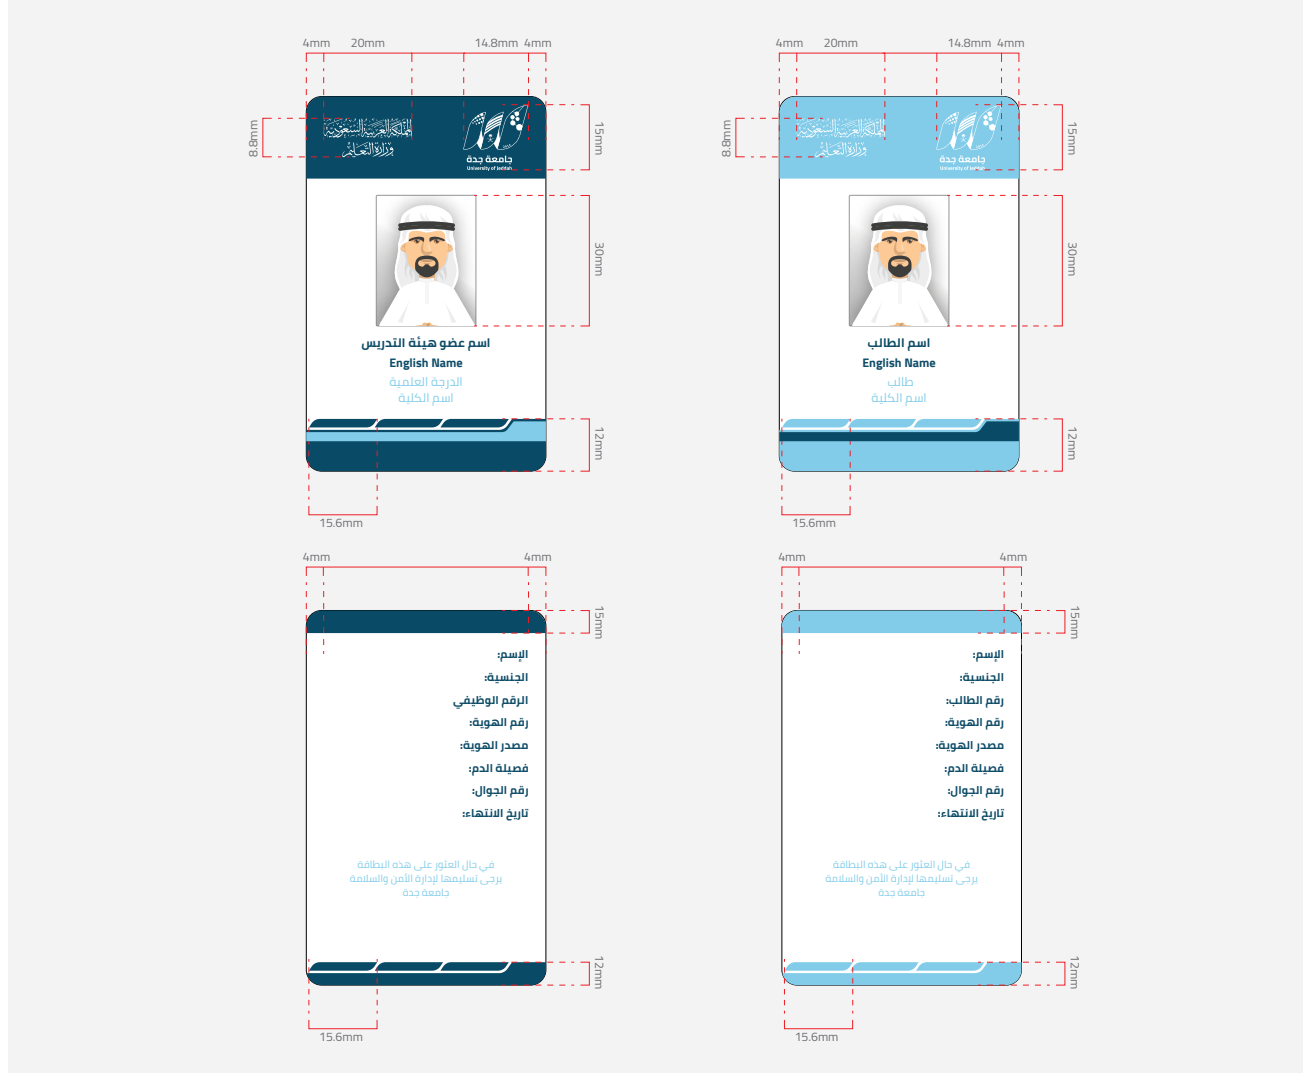 4mm 20mm 14.8mm 4mm
8.8mm
المملكة العربية السعودية
وزارة التعليم
جامعة جدة
University of Jeddah
15mm
30mm
اسم عضو هيئة التدريس
English Name
الدرجة العلمية
اسم الكلية
12mm
15.6mm
4mm 20mm 14.8mm 4mm
8.8mm
المملكة العربية السعودية
وزارة التعليم
جامعة جدة
University of Jeddah
15mm
30mm
اسم الطالب
English Name
طالب
اسم الكلية
12mm
15.6mm
4mm 4mm
15mm
الإسم:
الجنسية:
الرقم الوظيفي
رقم الهوية:
مصدر الهوية:
فصيلة الدم:
رقم الجوال:
تاريخ الانتهاء:
في حال العثور على هذه البطاقة
يرجى تسليمها لإدارة الأمن والسلامة
جامعة جدة
12mm
15.6mm
4mm 4mm
15mm
الإسم:
الجنسية:
رقم الطالب:
رقم الهوية:
مصدر الهوية:
فصيلة الدم:
رقم الجوال:
تاريخ الانتهاء:
في حال العثور على هذه البطاقة
يرجى تسليمها لإدارة الأمن والسلامة
جامعة جدة
12mm
15.6mm